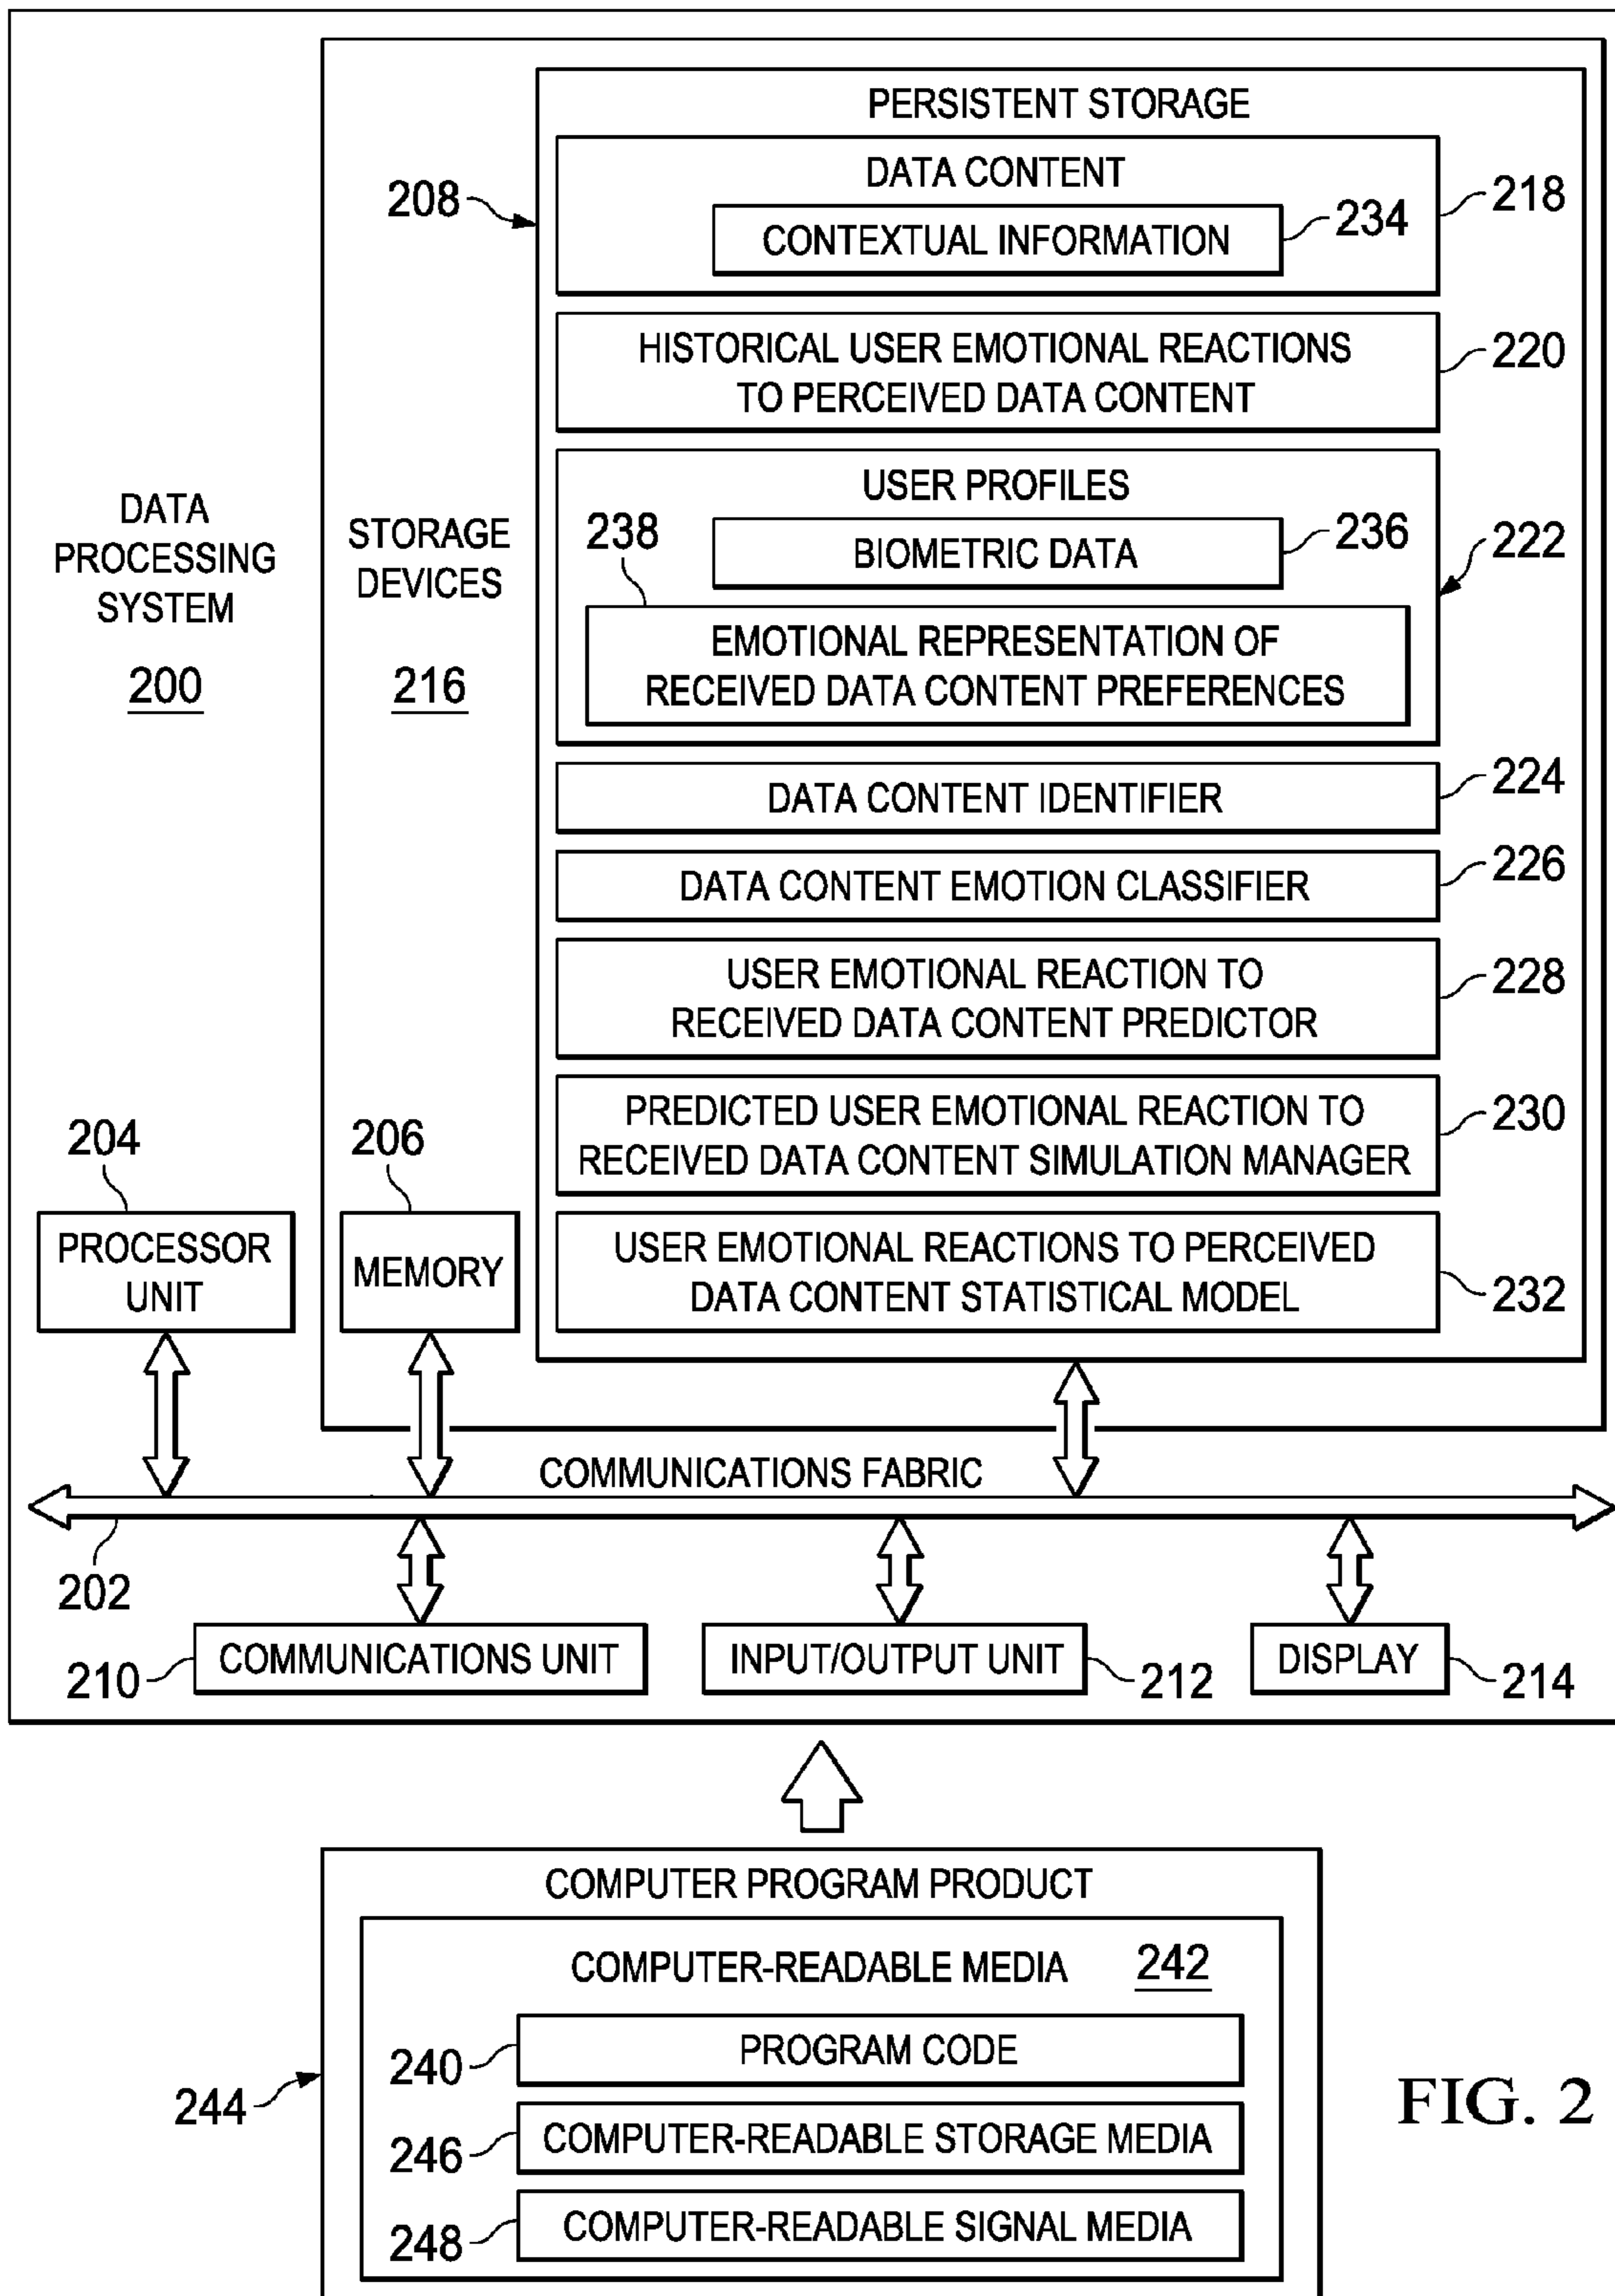 PERSISTENT STORAGE
DATA CONTENT
218
208
234
CONTEXTUAL INFORMATION
HISTORICAL USER EMOTIONAL REACTIONS
TO PERCEIVED DATA CONTENT
220
USER PROFILES
238
BIOMETRIC DATA
236
222
EMOTIONAL REPRESENTATION OF
RECEIVED DATA CONTENT PREFERENCES
DATA
PROCESSING
SYSTEM
200
STORAGE
DEVICES
216
DATA CONTENT IDENTIFIER
224
DATA CONTENT EMOTION CLASSIFIER
226
USER EMOTIONAL REACTION TO
RECEIVED DATA CONTENT PREDICTOR
228
PREDICTED USER EMOTIONAL REACTION TO
RECEIVED DATA CONTENT SIMULATION MANAGER
230
204
206
PROCESSOR
UNIT
MEMORY
USER EMOTIONAL REACTIONS TO PERCEIVED
DATA CONTENT STATISTICAL MODEL
232
COMMUNICATIONS FABRIC
202
210
COMMUNICATIONS UNIT
INPUT/OUTPUT UNIT
212
DISPLAY
214
COMPUTER PROGRAM PRODUCT
COMPUTER-READABLE MEDIA
242
240
PROGRAM CODE
244
246
COMPUTER-READABLE STORAGE MEDIA
248
COMPUTER-READABLE SIGNAL MEDIA
FIG. 2